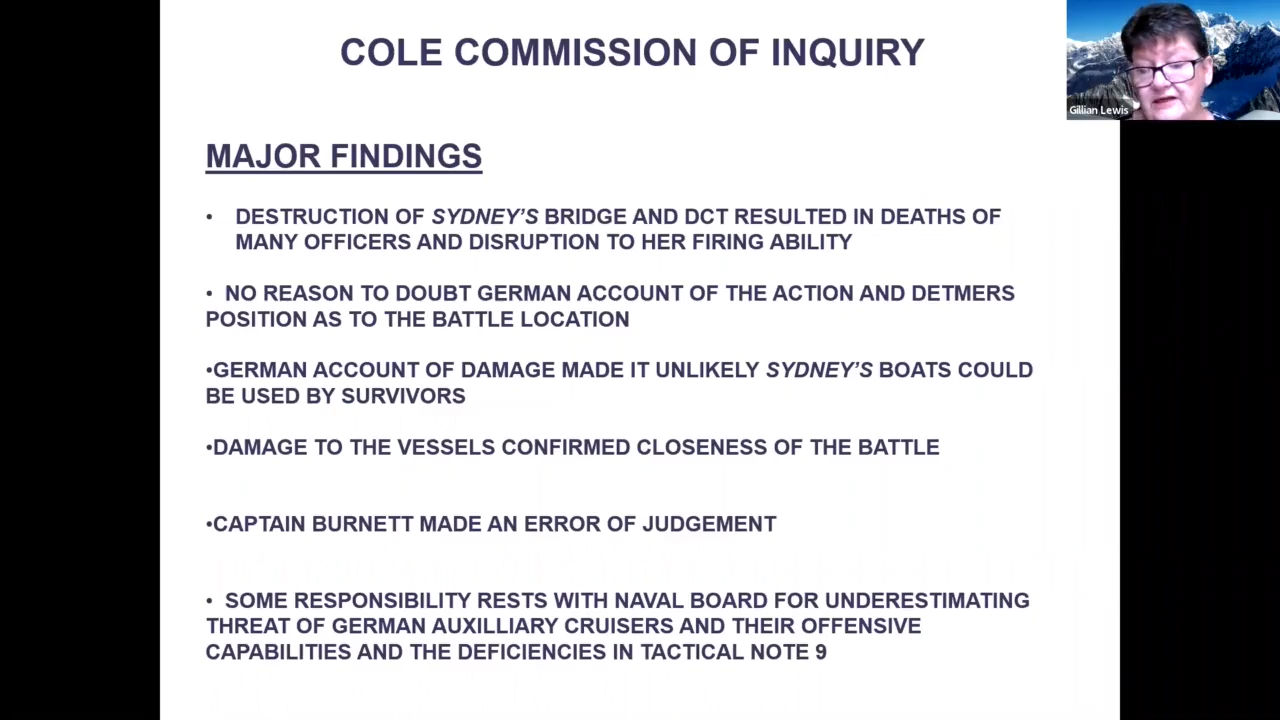 COLE COMMISSION OF INQUIRY
Gillian Lewis
MAJOR FINDINGS
• DESTRUCTION OF SYDNEY'S BRIDGE AND DCT RESULTED IN DEATHS OF
MANY OFFICERS AND DISRUPTION TO HER FIRING ABILITY
• NO REASON TO DOUBT GERMAN ACCOUNT OF THE ACTION AND DETMERS
POSITION AS TO THE BATTLE LOCATION
•GERMAN ACCOUNT OF DAMAGE MADE IT UNLIKELY SYDNEY'S BOATS COULD
BE USED BY SURVIVORS
•DAMAGE TO THE VESSELS CONFIRMED CLOSENESS OF THE BATTLE
•CAPTAIN BURNETT MADE AN ERROR OF JUDGEMENT
• SOME RESPONSIBILITY RESTS WITH NAVAL BOARD FOR UNDERESTIMATING
THREAT OF GERMAN AUXILLIARY CRUISERS AND THEIR OFFENSIVE
CAPABILITIES AND THE DEFICIENCIES IN TACTICAL NOTE 9